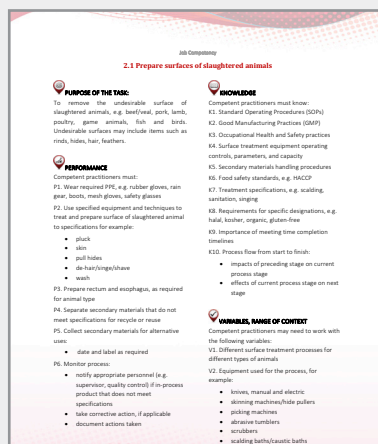 Job Competency
2.1 Prepare surfaces of slaughtered animals
PURPOSE OF THE TASK:
To remove the undesirable surface of
slaughtered animals, e.g. beef/veal, pork, lamb,
poultry, game animals, fish and birds.
Undesirable surfaces may include items such as
rinds, hides, hair, feathers.
PERFORMANCE
Competent practitioners must:
P1. Wear required PPE, e.g. rubber gloves, rain
gear, boots, mesh gloves, safety glasses
P2. Use specified equipment and techniques to
treat and prepare surface of slaughtered animal
to specifications for example:
• pluck
• skin
• pull hides
• de-hair/singe/shave
• wash
P3. Prepare rectum and esophagus, as required
for animal type
P4. Separate secondary materials that do not
meet specifications for recycle or reuse
P5. Collect secondary materials for alternative
uses:
• date and label as required
P6. Monitor process:
• notify appropriate personnel (e.g.
supervisor, quality control) if in-process
product that does not meet
specifications
• take corrective action, if applicable
• document actions taken
KNOWLEDGE
Competent practitioners must know:
K1. Standard Operating Procedures (SOPs)
K2. Good Manufacturing Practices (GMP)
K3. Occupational Health and Safety practices
K4. Surface treatment equipment operating
controls, parameters, and capacity
K5. Secondary materials handling procedures
K6. Food safety standards, e.g. HACCP
K7. Treatment specifications, e.g. scalding,
sanitation, singing
K8. Requirements for specific designations, e.g.
halal, kosher, organic, gluten-free
K9. Importance of meeting time completion
timelines
K10. Process flow from start to finish:
• impacts of preceding stage on current
process stage
• effects of current process stage on next
stage
VARIABLES, RANGE OF CONTEXT
Competent practitioners may need to work with
the following variables:
V1. Different surface treatment processes for
different types of animals
V2. Equipment used for the process, for
example:
• knives, manual and electric
• skinning machines/hide pullers
• picking machines
• abrasive tumblers
• scrubbers
• scalding baths/caustic baths